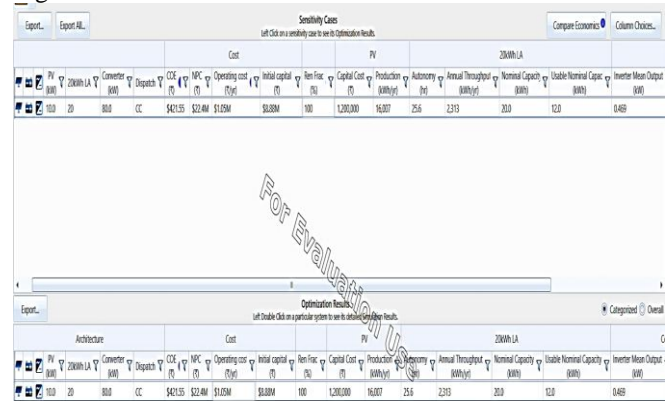 Sensitivity Cases
Export... Export All... Left Click on a sensitivity case to see its Optimization Results. Compare Economics Column Choices...
Cost PV 20kWh LA
PV (kW) 20kWh LA Converter (kW) Dispatch COE (₹) NPC (₹) Operating cost (₹/yr) Initial capital (₹) Ren Frac (%) Capital Cost (₹) Production (kWh/yr) Autonomy (hr) Annual Throughput (kWh/yr) Nominal Capacity (kWh) Usable Nominal Capac (kWh) Inverter Mean Output (kW)
10.0 20 80.0 CC $421.55 $22.4M $1.05M $8.88M 100 1,200,000 16,007 25.6 2,313 20.0 12.0 0.469
For Evaluation Use
Optimization Results
Export... Left Double Click on a particular system to see its detailed Simulation Results. Categorized Overall
Architecture Cost PV 20kWh LA
PV (kW) 20kWh LA Converter (kW) Dispatch COE (₹) NPC (₹) Operating cost (₹/yr) Initial capital (₹) Ren Frac (%) Capital Cost (₹) Production (kWh/yr) Annual Throughput (kWh/yr) Nominal Capacity (kWh) Usable Nominal Capacity (kWh) Inverter Mean Output (kW)
10.0 20 80.0 CC $421.55 $22.4M $1.05M $8.88M 100 1,200,000 16,007 25.6 2,313 20.0 12.0 0.469